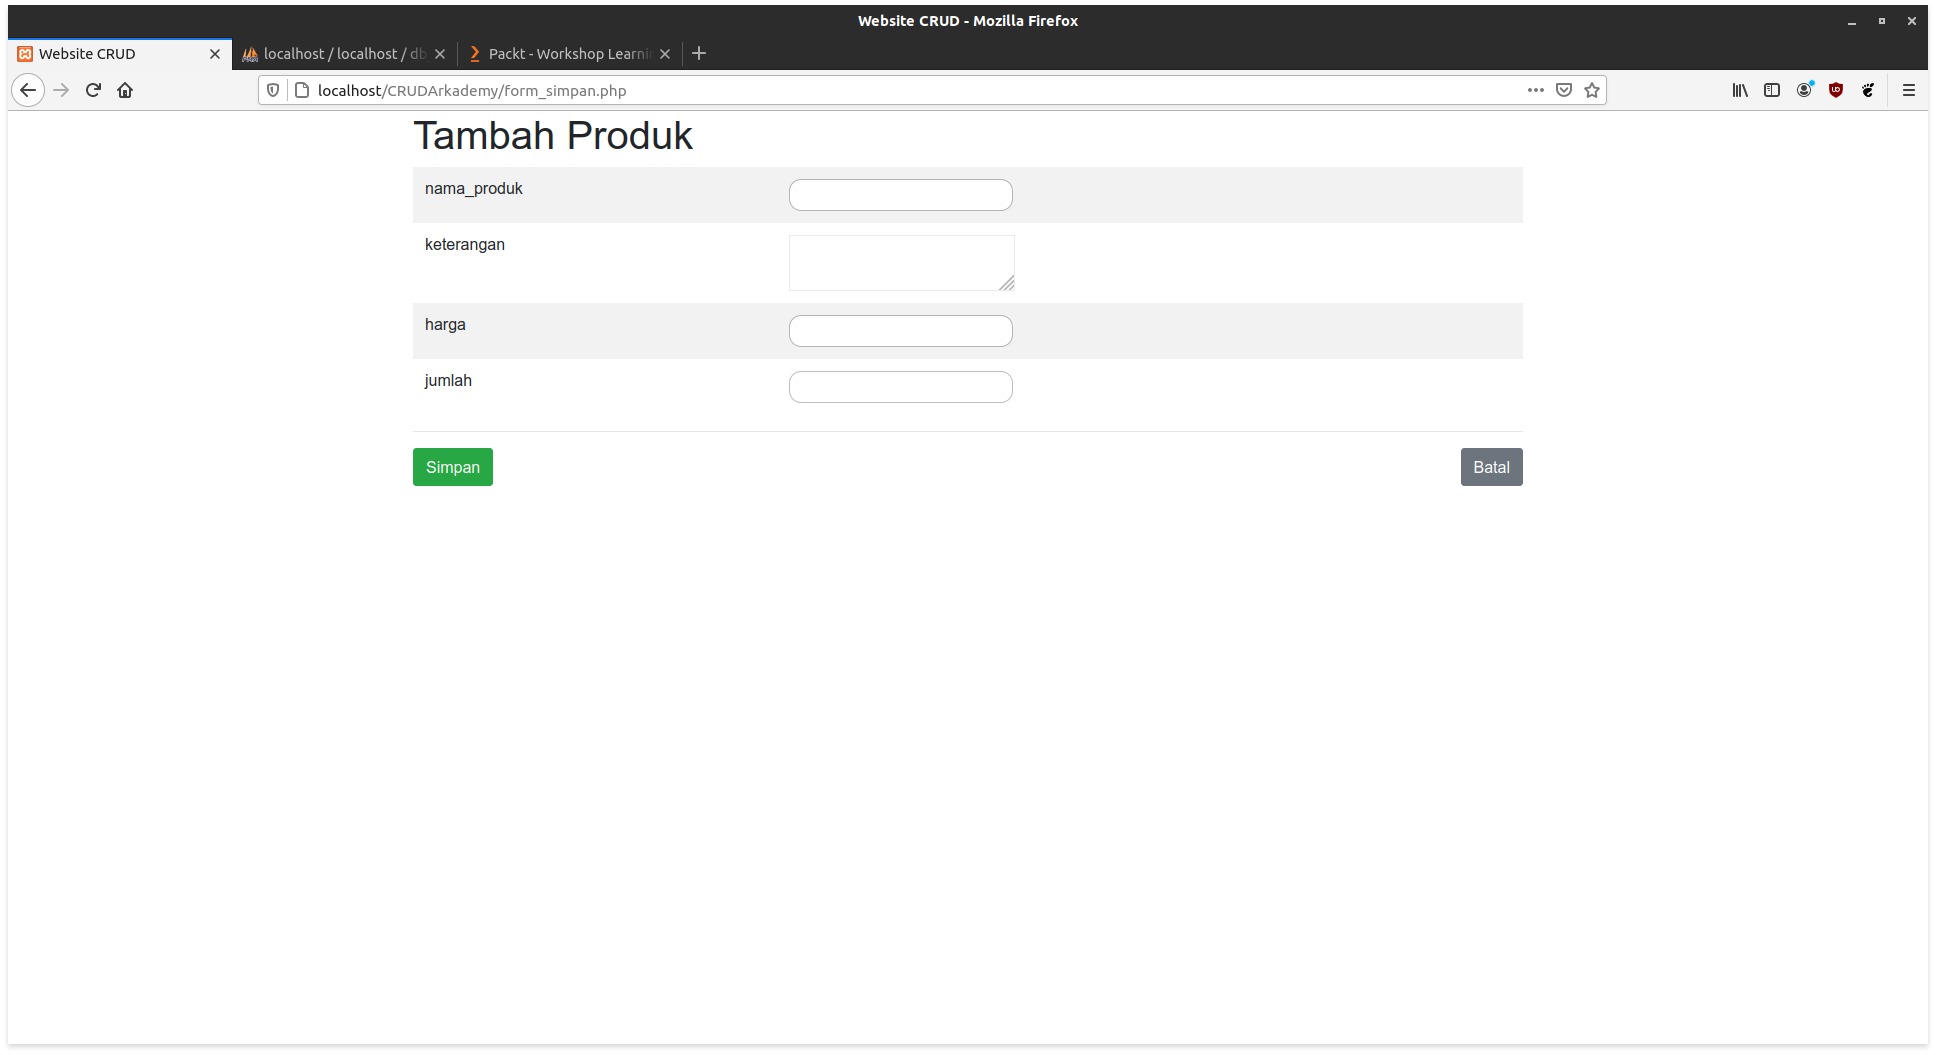 Website CRUD - Mozilla Firefox
Website CRUD
localhost / localhost / db
Packt - Workshop Learnin
localhost/CRUDArkademy/form_simpan.php
Tambah Produk
nama_produk
keterangan
harga
jumlah
Simpan
Batal